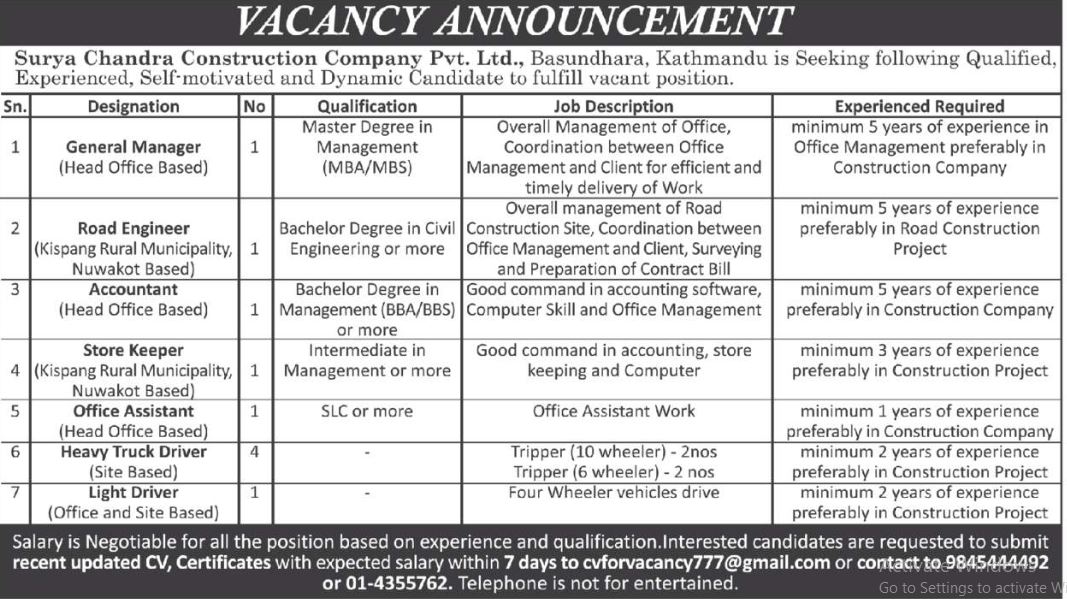 VACANCY ANNOUNCEMENT
Surya Chandra Construction Company Pvt. Ltd., Basundhara, Kathmandu is Seeking following Qualified,
Experienced, Self-motivated and Dynamic Candidate to fulfill vacant position.
Sn. Designation No Qualification Job Description Experienced Required
1 General Manager (Head Office Based) 1 Master Degree in Management (MBA/MBS) Overall Management of Office, Coordination between Office Management and Client for efficient and timely delivery of Work minimum 5 years of experience in Office Management preferably in Construction Company
2 Road Engineer (Kispang Rural Municipality, Nuwakot Based) 1 Bachelor Degree in Civil Engineering or more Overall management of Road Construction Site, Coordination between Office Management and Client, Surveying and Preparation of Contract Bill minimum 5 years of experience preferably in Road Construction Project
3 Accountant (Head Office Based) 1 Bachelor Degree in Management (BBA/BBS) or more Good command in accounting software, Computer Skill and Office Management minimum 5 years of experience preferably in Construction Company
4 Store Keeper (Kispang Rural Municipality, Nuwakot Based) 1 Intermediate in Management or more Good command in accounting, store keeping and Computer minimum 3 years of experience preferably in Construction Project
5 Office Assistant (Head Office Based) 1 SLC or more Office Assistant Work minimum 1 years of experience preferably in Construction Company
6 Heavy Truck Driver (Site Based) 4 - Tripper (10 wheeler) - 2nos Tripper (6 wheeler) - 2 nos minimum 2 years of experience preferably in Construction Project
7 Light Driver (Office and Site Based) 1 - Four Wheeler vehicles drive minimum 2 years of experience preferably in Construction Project
Salary is Negotiable for all the position based on experience and qualification.Interested candidates are requested to submit
recent updated CV, Certificates with expected salary within 7 days to cvforvacancy777@gmail.com or contact to 9845444492
or 01-4355762. Telephone is not for entertained.
Activate Windows
Go to Settings to activate Wi